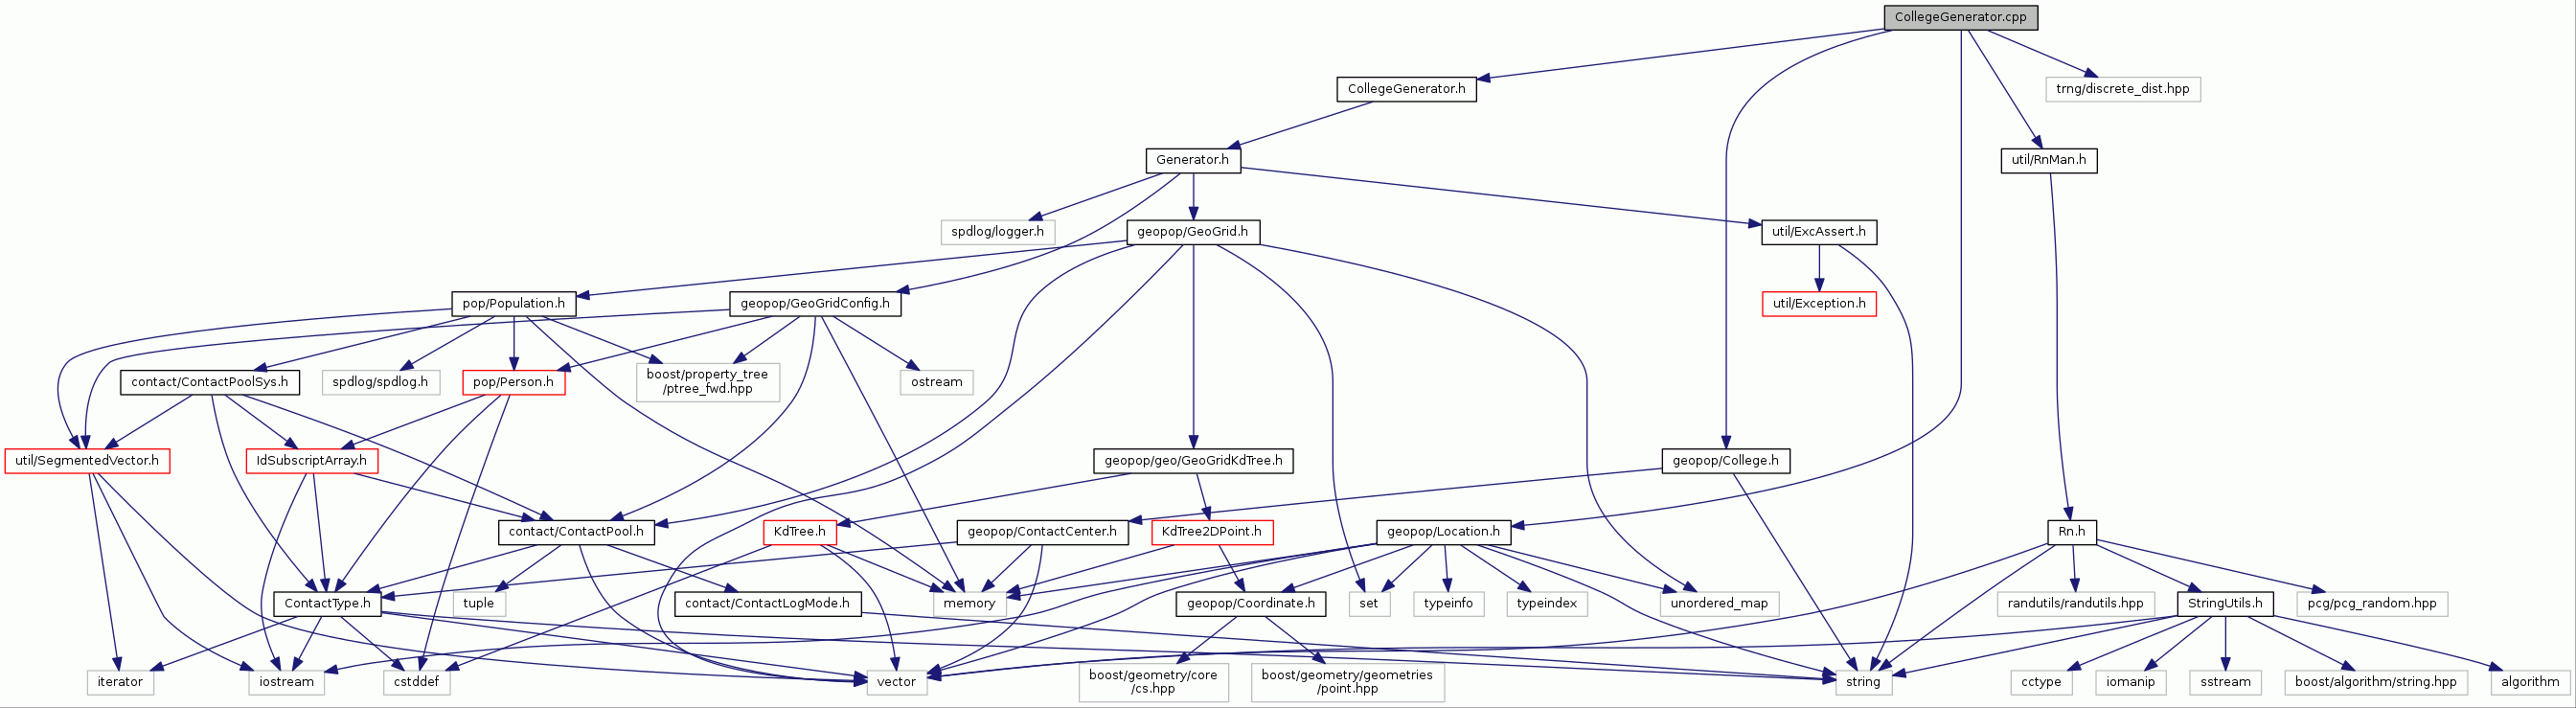 CollegeGenerator.cpp
CollegeGenerator.h
trng/discrete_dist.hpp
Generator.h
util/RnMan.h
spdlog/logger.h
geopop/GeoGrid.h
util/ExcAssert.h
pop/Population.h
geopop/GeoGridConfig.h
util/Exception.h
contact/ContactPoolSys.h
spdlog/spdlog.h
pop/Person.h
boost/property_tree
/ptree_fwd.hpp
ostream
util/SegmentedVector.h
IdSubscriptArray.h
geopop/geo/GeoGridKdTree.h
geopop/College.h
contact/ContactPool.h
KdTree.h
geopop/ContactCenter.h
KdTree2DPoint.h
geopop/Location.h
Rn.h
ContactType.h
tuple
contact/ContactLogMode.h
memory
geopop/Coordinate.h
set
typeinfo
typeindex
unordered_map
randutils/randutils.hpp
StringUtils.h
pcg/pcg_random.hpp
iterator
iostream
cstddef
vector
boost/geometry/core
/cs.hpp
boost/geometry/geometries
/point.hpp
string
cctype
iomanip
sstream
boost/algorithm/string.hpp
algorithm